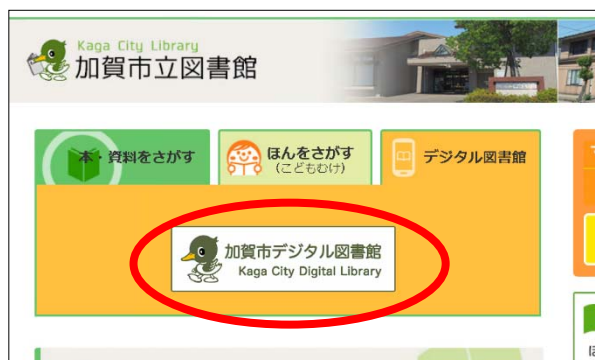 Kaga City Library
加賀市立図書館
本・資料をさがす
ほんをさがす
(こどもむけ)
デジタル図書館
加賀市デジタル図書館
Kaga City Digital Library